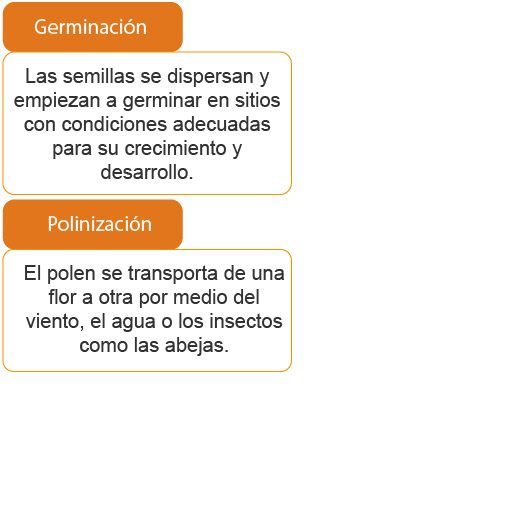 Germinación
Las semillas se dispersan y
empiezan a germinar en sitios
con condiciones adecuadas
para su crecimiento y
desarrollo.
Polinización
El polen se transporta de una
flor a otra por medio del
viento, el agua o los insectos
como las abejas.